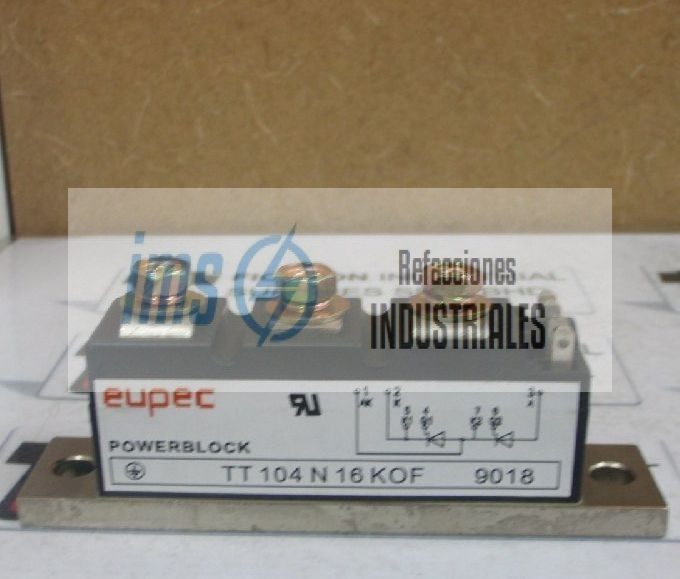 ims
Refacciones
INDUSTRIALES
eupec
POWERBLOCK
TT 104 N 16 KOF 9018